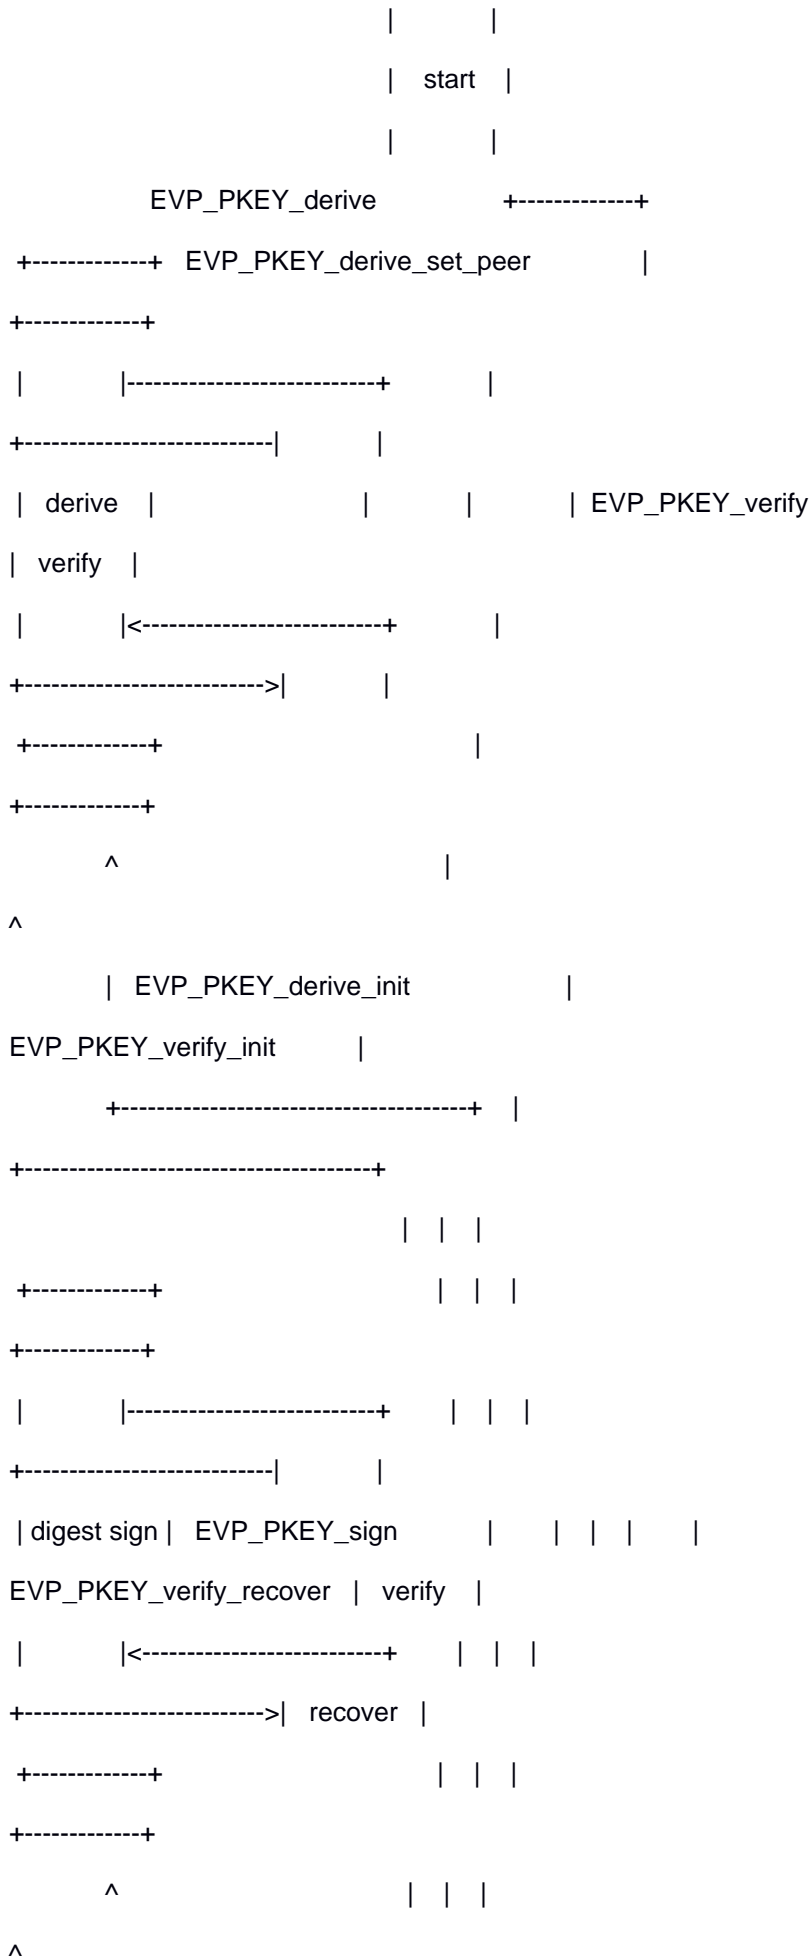 |             |
|    start    |
|             |
EVP_PKEY_derive                 +-------------+
+-------------+   EVP_PKEY_derive_set_peer               |
+-------------+
|             |----------------------------+              |
+----------------------------|             |
|   derive    |                            |             |             | EVP_PKEY_verify
|   verify    |
|             |<---------------------------+             |
+--------------------------->|             |
+-------------+                                          |
+-------------+
^                                            |
^
|   EVP_PKEY_derive_init                    |
EVP_PKEY_verify_init           |
+---------------------------------------+    |
+---------------------------------------+
|    |    |
+-------------+                                     |    |    |
+-------------+
|             |----------------------------+        |    |    |
+----------------------------|             |
| digest sign |   EVP_PKEY_sign            |        |    |    |        |
EVP_PKEY_verify_recover   |   verify    |
|             |<---------------------------+        |    |    |
+--------------------------->|   recover   |
+-------------+                                     |    |    |
+-------------+
^                                       |    |    |
^